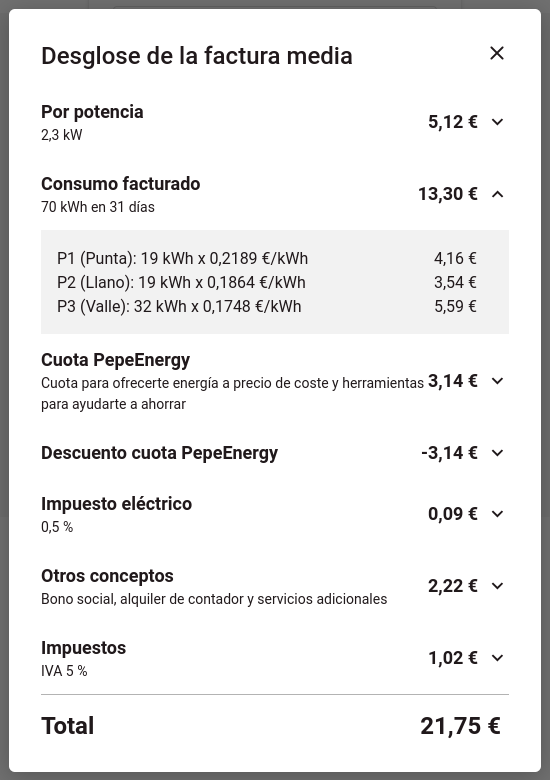 Desglose de la factura media
Por potencia
5,12 €
2,3 kW
Consumo facturado
13,30 €
70 kWh en 31 días
P1 (Punta): 19 kWh x 0,2189 €/kWh 4,16 €
P2 (Llano): 19 kWh x 0,1864 €/kWh 3,54 €
P3 (Valle): 32 kWh x 0,1748 €/kWh 5,59 €
Cuota PepeEnergy
Cuota para ofrecerte energía a precio de coste y herramientas 3,14 €
para ayudarte a ahorrar
Descuento cuota PepeEnergy -3,14 €
Impuesto eléctrico
0,09 €
0,5 %
Otros conceptos
2,22 €
Bono social, alquiler de contador y servicios adicionales
Impuestos
1,02 €
IVA 5 %
Total 21,75 €